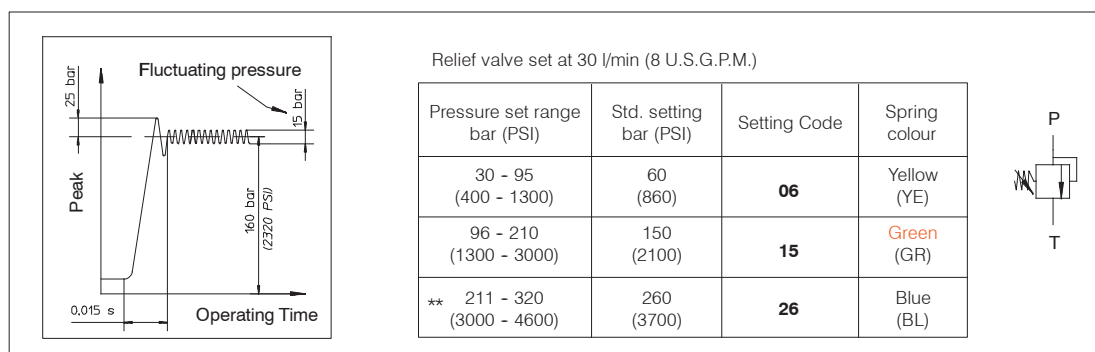 25 bar
Peak
Fluctuating pressure
15 bar
160 bar
(2320 PSI)
0.015 s
Operating Time
Relief valve set at 30 l/min (8 U.S.G.P.M.)
Pressure set range
bar (PSI)
Std. setting
bar (PSI)
Setting Code
Spring
colour
30 - 95
(400 - 1300)
60
(860)
06
Yellow
(YE)
96 - 210
(1300 - 3000)
150
(2100)
15
Green
(GR)
** 211 - 320
(3000 - 4600)
260
(3700)
26
Blue
(BL)
P
T